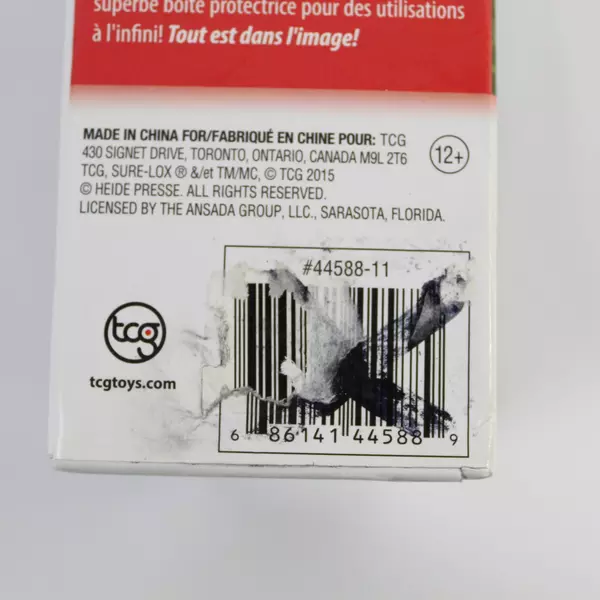 superbe boîte protectrice pour des utilisations
à l'infini! Tout est dans l'image!
MADE IN CHINA FOR/FABRIQUÉ EN CHINE POUR: TCG
430 SIGNET DRIVE, TORONTO, ONTARIO, CANADA M9L 2T6
TCG, SURE-LOX ® &/et TM/MC, © TCG 2015
© HEIDE PRESSE. ALL RIGHTS RESERVED.
LICENSED BY THE ANSADA GROUP, LLC., SARASOTA, FLORIDA.
12+
#44588-11
tcg
tcgtoys.com
6 86141 44588 9